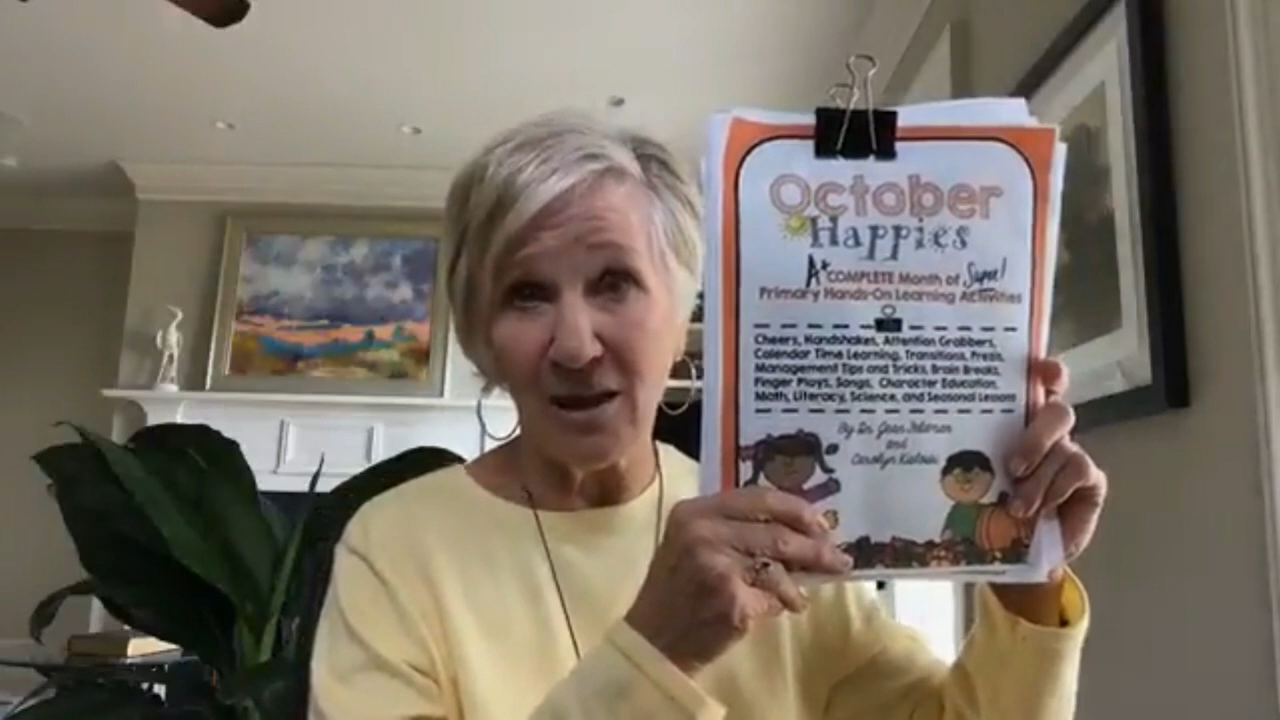 October
Happies
A+ COMPLETE Month of Super!
Primary Hands-On Learning Activities
Cheers, Handshakes, Attention Grabbers,
Calendar Time Learning, Transitions, Props,
Management Tips and Tricks, Brain Breaks,
Finger Plays, Songs, Character Education,
Math, Literacy, Science, and Seasonal Lessons
By Dr. Jean Feldman
and
Carolyn Kisloski